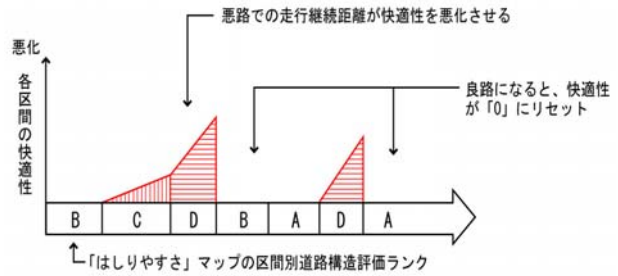 悪路での走行継続距離が快適性を悪化させる
悪化
各区間の快適性
良路になると、快適性
が「0」にリセット
B C D B A D A
「はしりやすさ」マップの区間別道路構造評価ランク